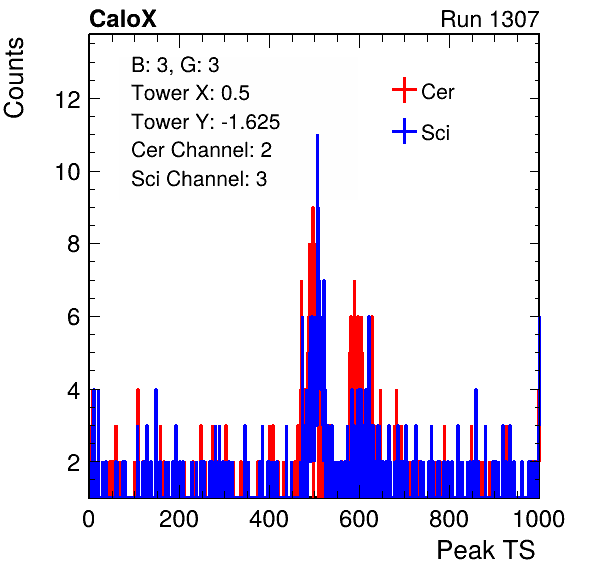 CaloX Run 1307
Counts
B: 3, G: 3
Tower X: 0.5
Tower Y: -1.625
Cer Channel: 2
Sci Channel: 3
Cer
Sci
12
10
8
6
4
2
0 200 400 600 800 1000
Peak TS